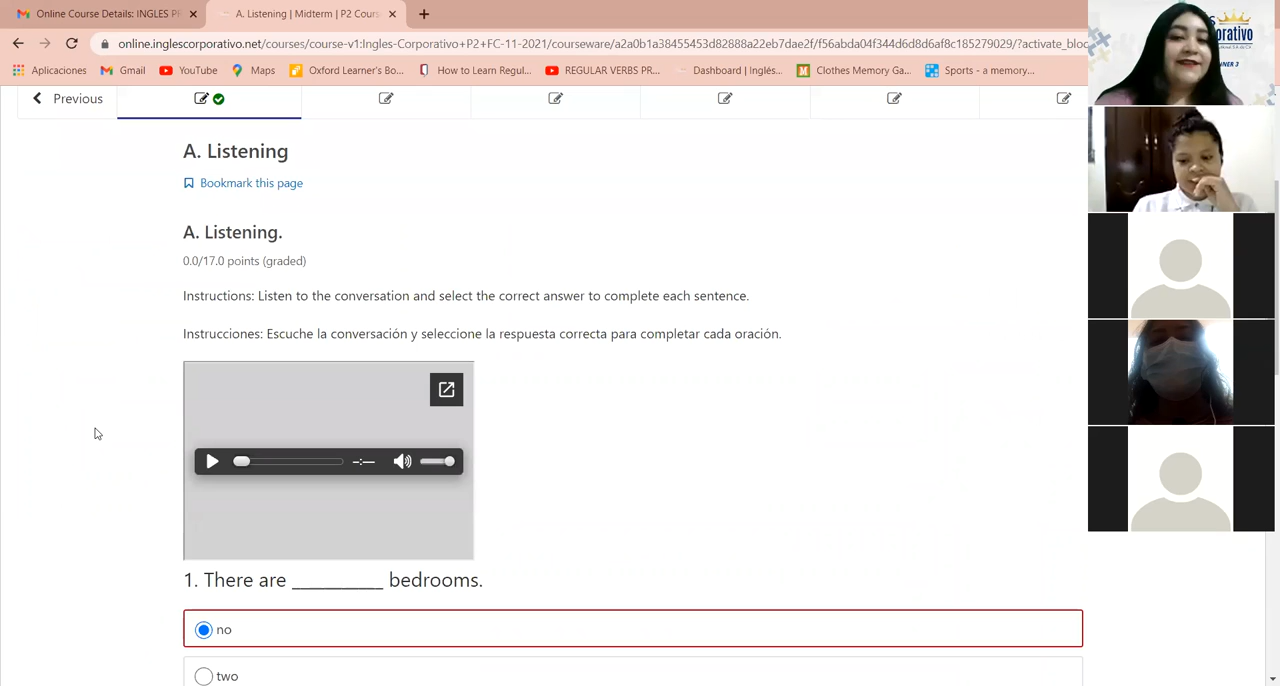 Online Course Details: INGLES PR
A. Listening | Midterm | P2 Cours
online.inglescorporativo.net/courses/course-v1:Ingles-Corporativo+P2+FC-11-2021/courseware/a2a0b1a38455453d82888a22eb7dae2f/f56abda04f344d6d8d6af8c185279029/?activate_bloc
Aplicaciones
Gmail
YouTube
Maps
Oxford Learner's Bo...
How to Learn Regul...
REGULAR VERBS PR...
Dashboard | Inglés...
Clothes Memory Ga...
Sports - a memory...
Previous
A. Listening
Bookmark this page
A. Listening.
0.0/17.0 points (graded)
Instructions: Listen to the conversation and select the correct answer to complete each sentence.
Instrucciones: Escuche la conversación y seleccione la respuesta correcta para completar cada oración.
-:--
1. There are __________ bedrooms.
no
two